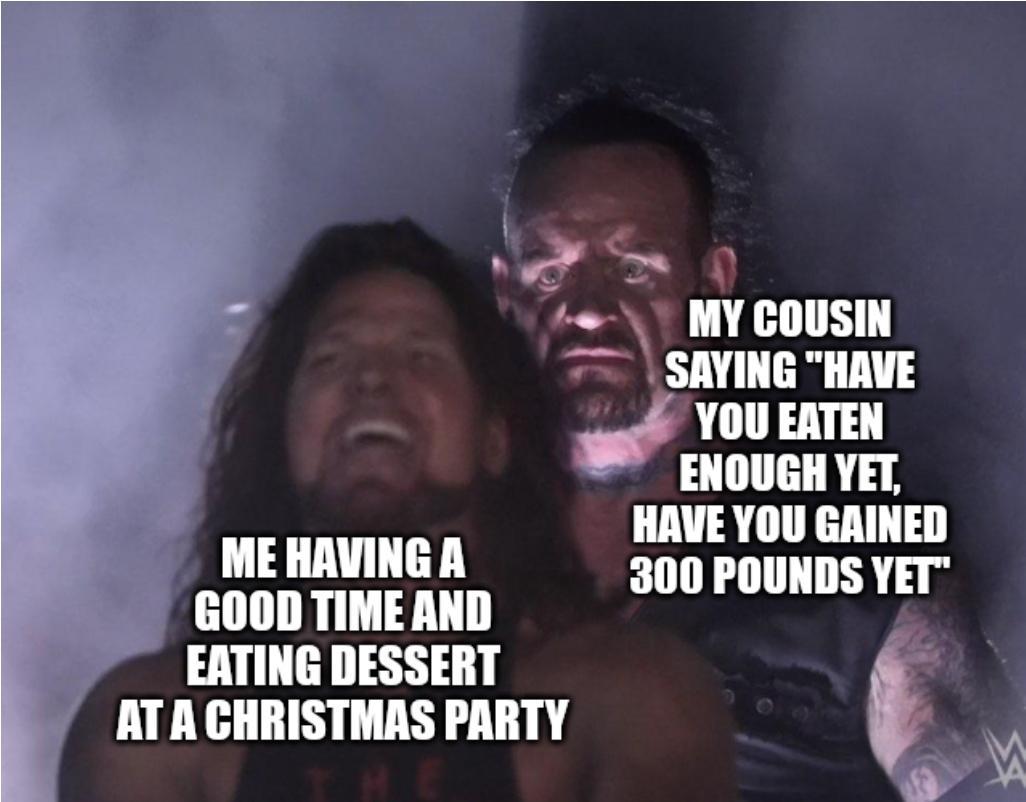 MY COUSIN
SAYING "HAVE
YOU EATEN
ENOUGH YET,
HAVE YOU GAINED
300 POUNDS YET"
ME HAVING A
GOOD TIME AND
EATING DESSERT
AT A CHRISTMAS PARTY
THE